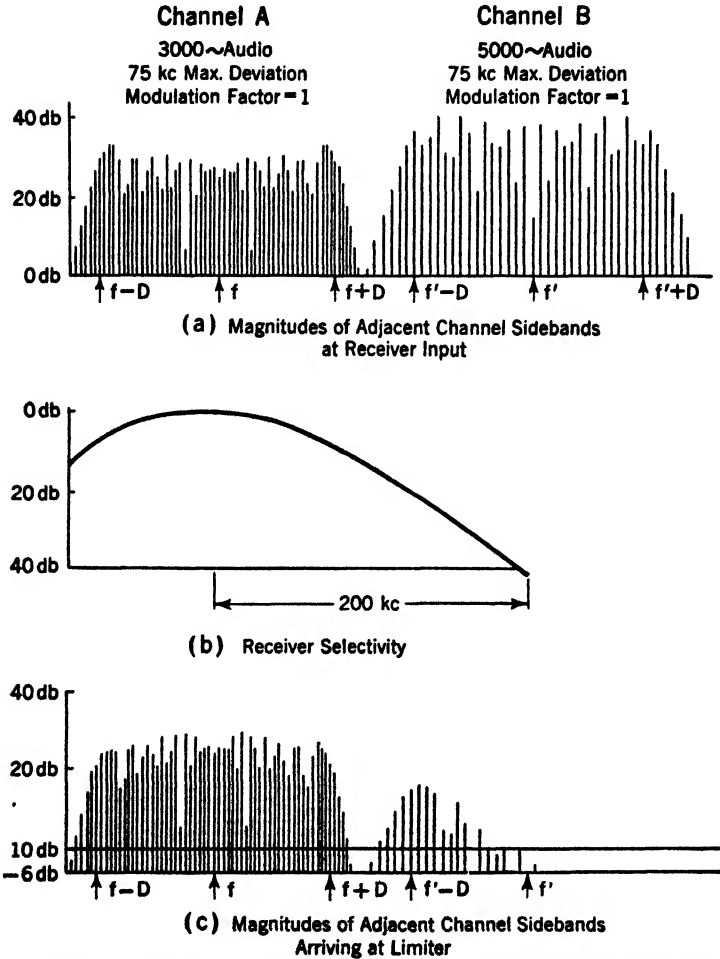 Channel A
3000~Audio
75 kc Max. Deviation
Modulation Factor=1
Channel B
5000~Audio
75 kc Max. Deviation
Modulation Factor=1
40 db
20 db
0 db
f-D
f
f+D
f'-D
f'
f'+D
(a) Magnitudes of Adjacent Channel Sidebands
at Receiver Input
0 db
20 db
40 db
200 kc
(b) Receiver Selectivity
40 db
20 db
10 db
-6 db
f-D
f
f+D
f'-D
f'
(c) Magnitudes of Adjacent Channel Sidebands
Arriving at Limiter